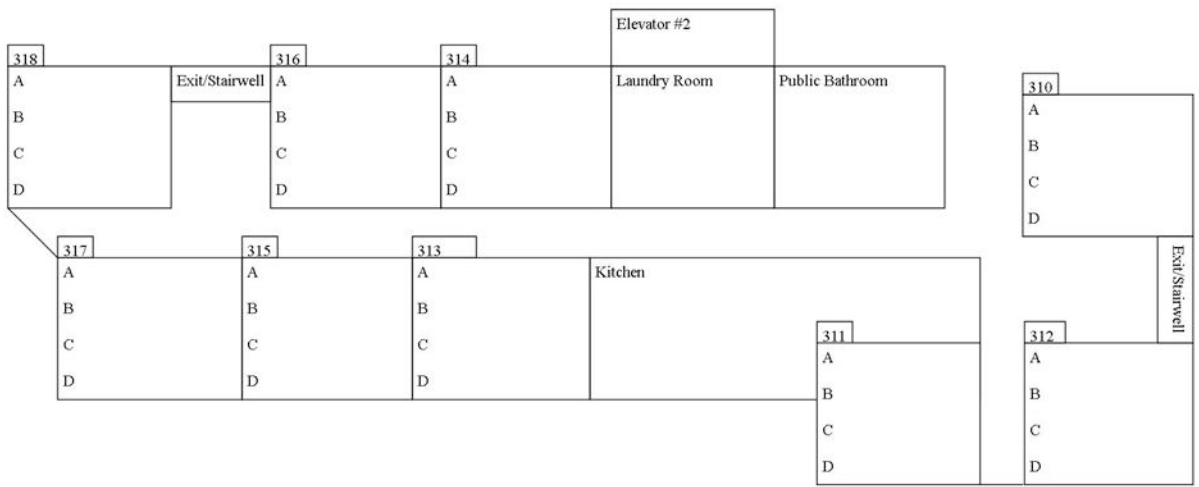 Elevator #2
318
A
B
C
D
Exit/Stairwell
316
A
B
C
D
314
A
B
C
D
Laundry Room
Public Bathroom
310
A
B
C
D
Exit/Stairwell
317
A
B
C
D
315
A
B
C
D
313
A
B
C
D
Kitchen
311
A
B
C
D
312
A
B
C
D